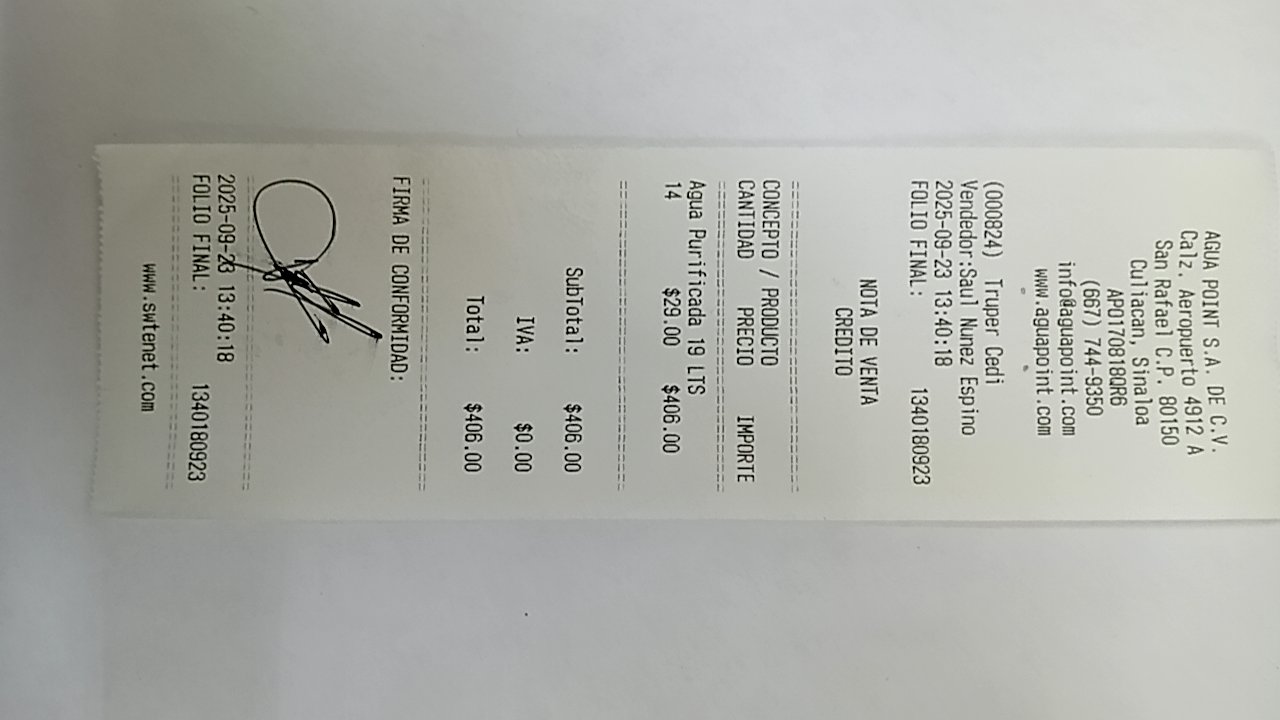 AGUA POINT S.A. DE C.V.
Calz. Aeropuerto 4912 A
San Rafael C.P. 80150
Culiacan, Sinaloa
APO170818QR6
(667) 744-9350
info@aguapoint.com
www.aguapoint.com
NOTA DE VENTA
CREDITO
(000824) Truper Cedi
Vendedor:Saul Nunez Espino
2025-09-23 13:40:18
FOLIO FINAL: 1340180923
CONCEPTO / PRODUCTO
CANTIDAD PRECIO IMPORTE
Agua Purificada 19 LTS
14 $29.00 $406.00
SubTotal: $406.00
IVA: $0.00
Total: $406.00
FIRMA DE CONFORMIDAD:
2025-09-23 13:40:18
FOLIO FINAL: 1340180923
www.swtenet.com